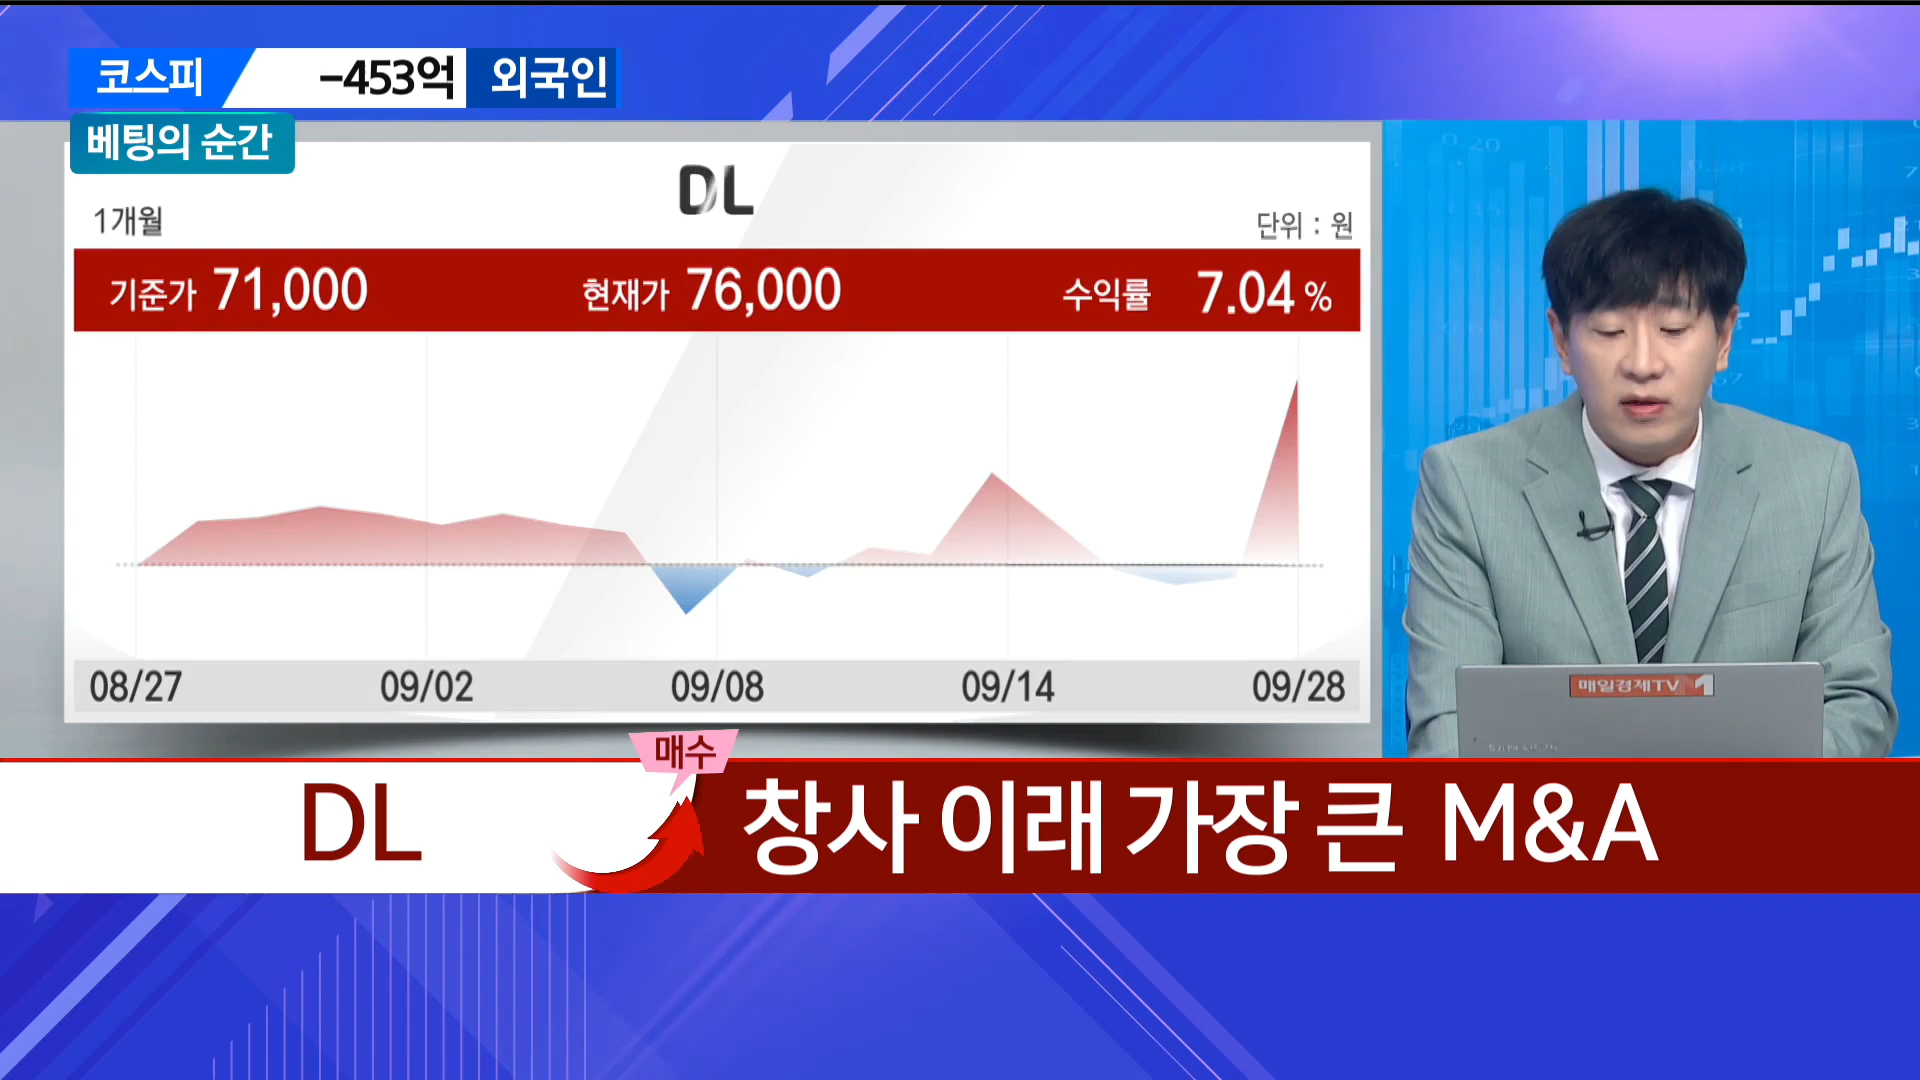 코스피 -453억 외국인
베팅의 순간
DL
1개월
단위 : 원
기준가 71,000 현재가 76,000 수익률 7.04 %
08/27 09/02 09/08 09/14 09/28
매일경제TV
매수
DL 창사 이래 가장 큰 M&A